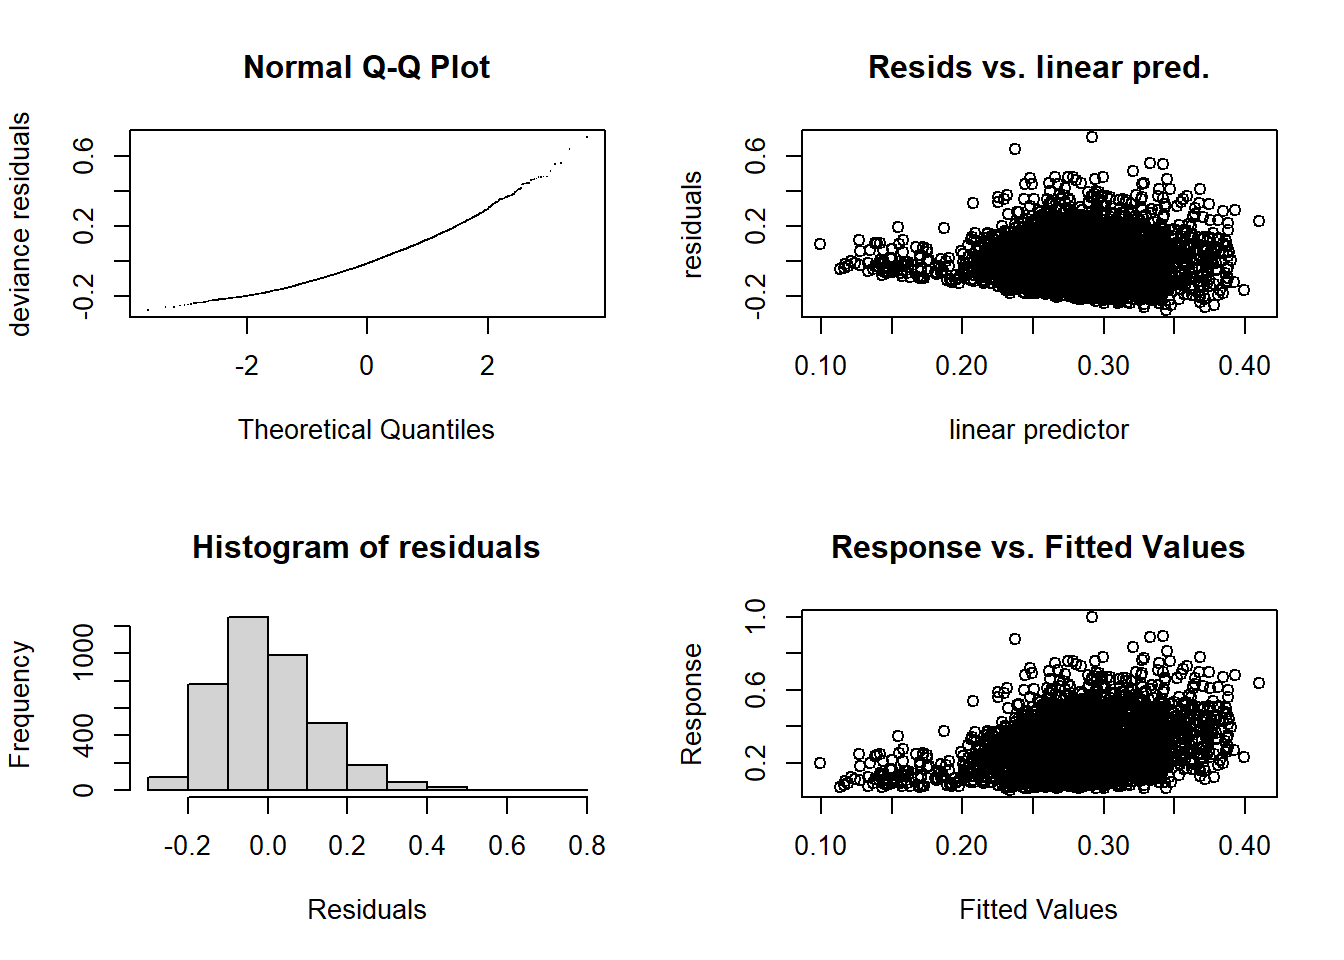 Normal Q-Q Plot
deviance residuals
-0.2 0.2 0.6
-2 0 2
Theoretical Quantiles
Resids vs. linear pred.
residuals
-0.2 0.2 0.6
0.10 0.20 0.30 0.40
linear predictor
Histogram of residuals
Frequency
0 400 1000
-0.2 0.0 0.2 0.4 0.6 0.8
Residuals
Response vs. Fitted Values
Response
0.2 0.6 1.0
0.10 0.20 0.30 0.40
Fitted Values